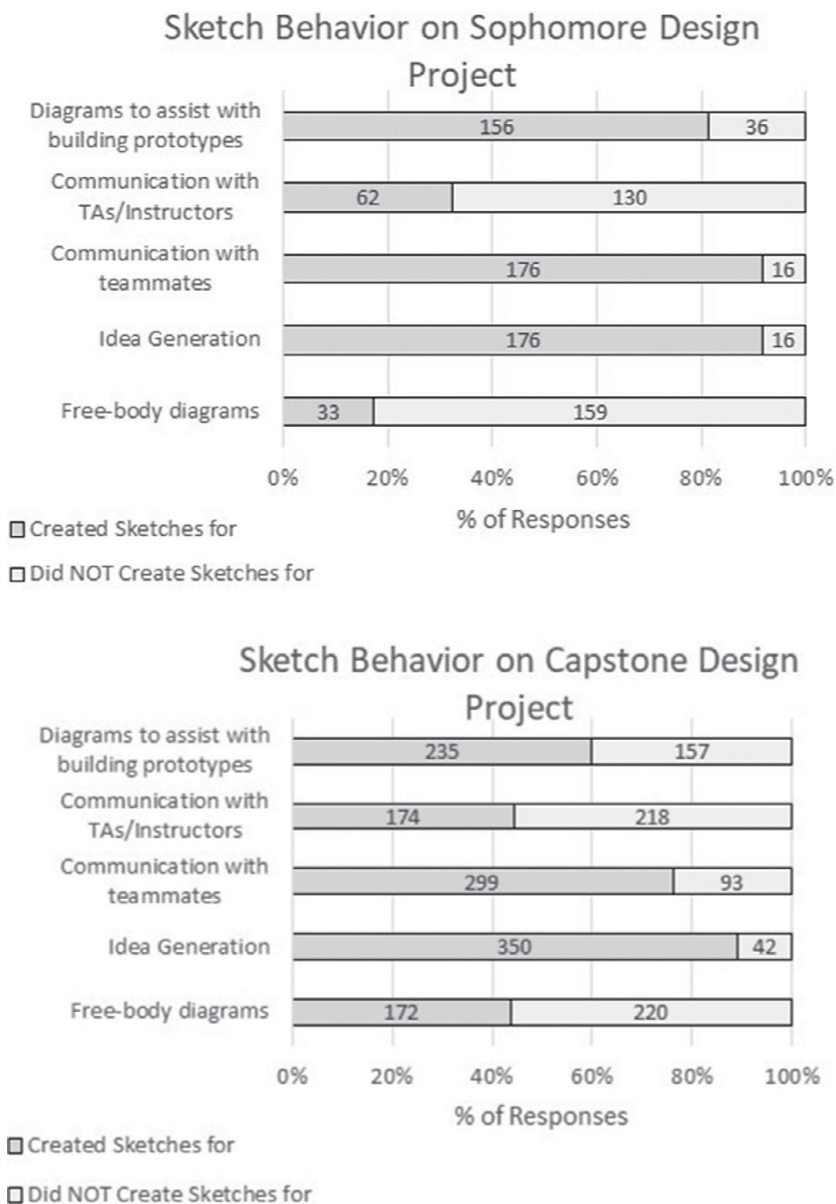 Sketch Behavior on Sophomore Design
Project
Diagrams to assist with
building prototypes
156 36
Communication with
TAs/Instructors
62 130
Communication with
teammates
176 16
Idea Generation
176 16
Free-body diagrams
33 159
0% 20% 40% 60% 80% 100%
% of Responses
Created Sketches for
Did NOT Create Sketches for
Sketch Behavior on Capstone Design
Project
Diagrams to assist with
building prototypes
235 157
Communication with
TAs/Instructors
174 218
Communication with
teammates
299 93
Idea Generation
350 42
Free-body diagrams
172 220
0% 20% 40% 60% 80% 100%
% of Responses
Created Sketches for
Did NOT Create Sketches for